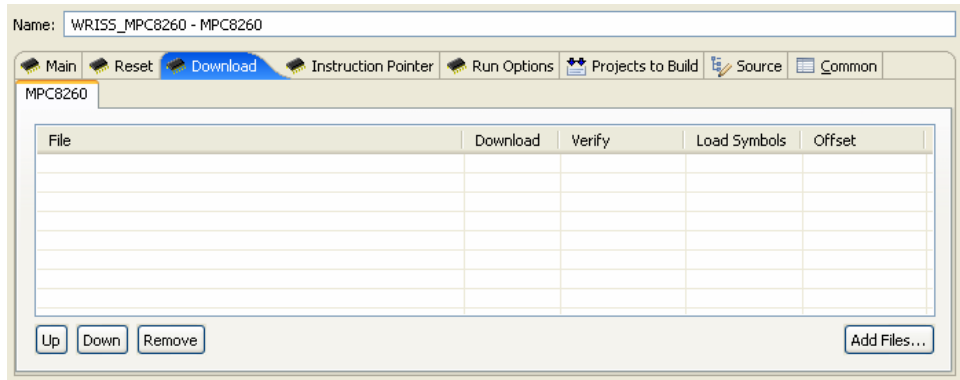 Name: WRISS_MPC8260 - MPC8260
Main Reset Download Instruction Pointer Run Options Projects to Build Source Common
MPC8260
File Download Verify Load Symbols Offset
Up Down Remove Add Files...